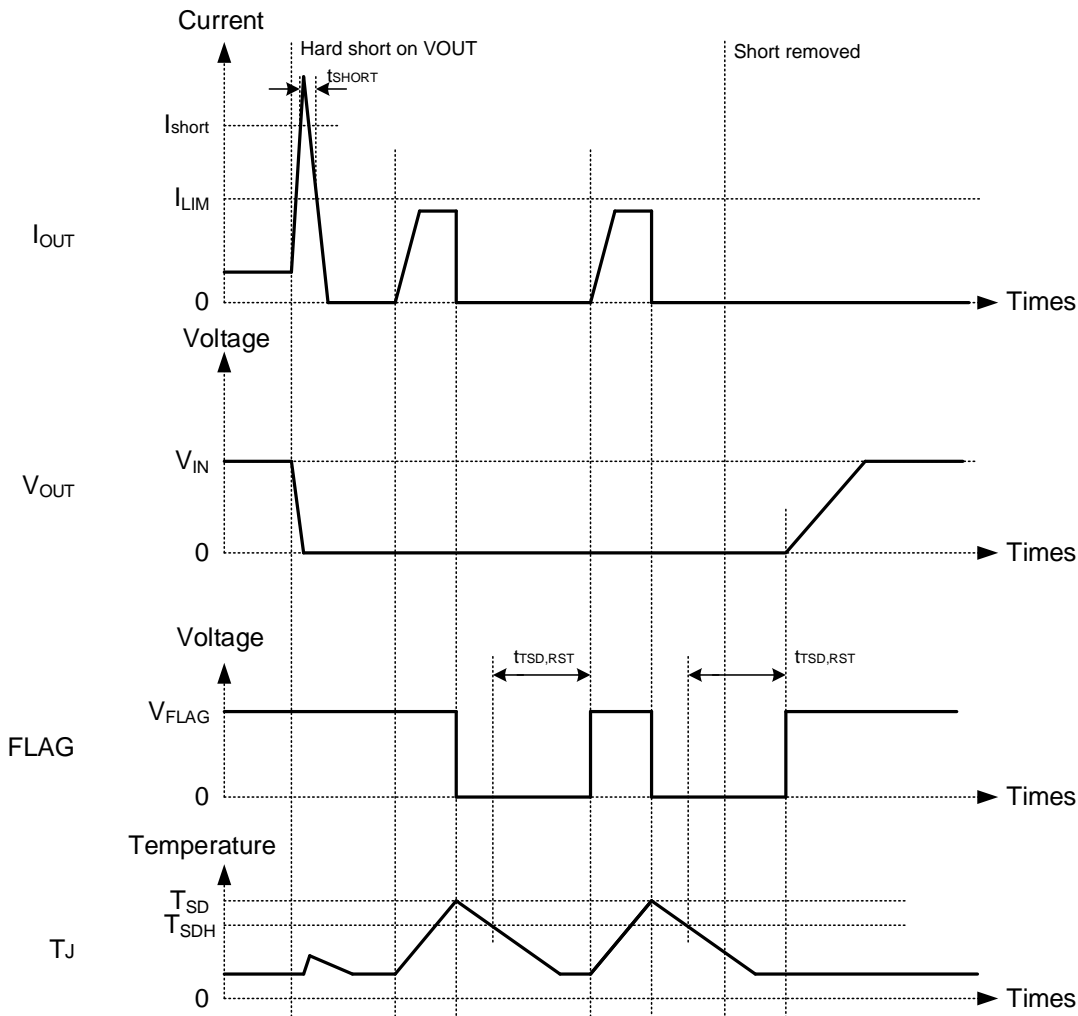 Current
Hard short on VOUT
Short removed
tSHORT
Ishort
ILIM
IOUT
0
Times
Voltage
VIN
VOUT
0
Times
Voltage
tTSD,RST
tTSD,RST
VFLAG
FLAG
0
Times
Temperature
TSD
TSDH
TJ
0
Times